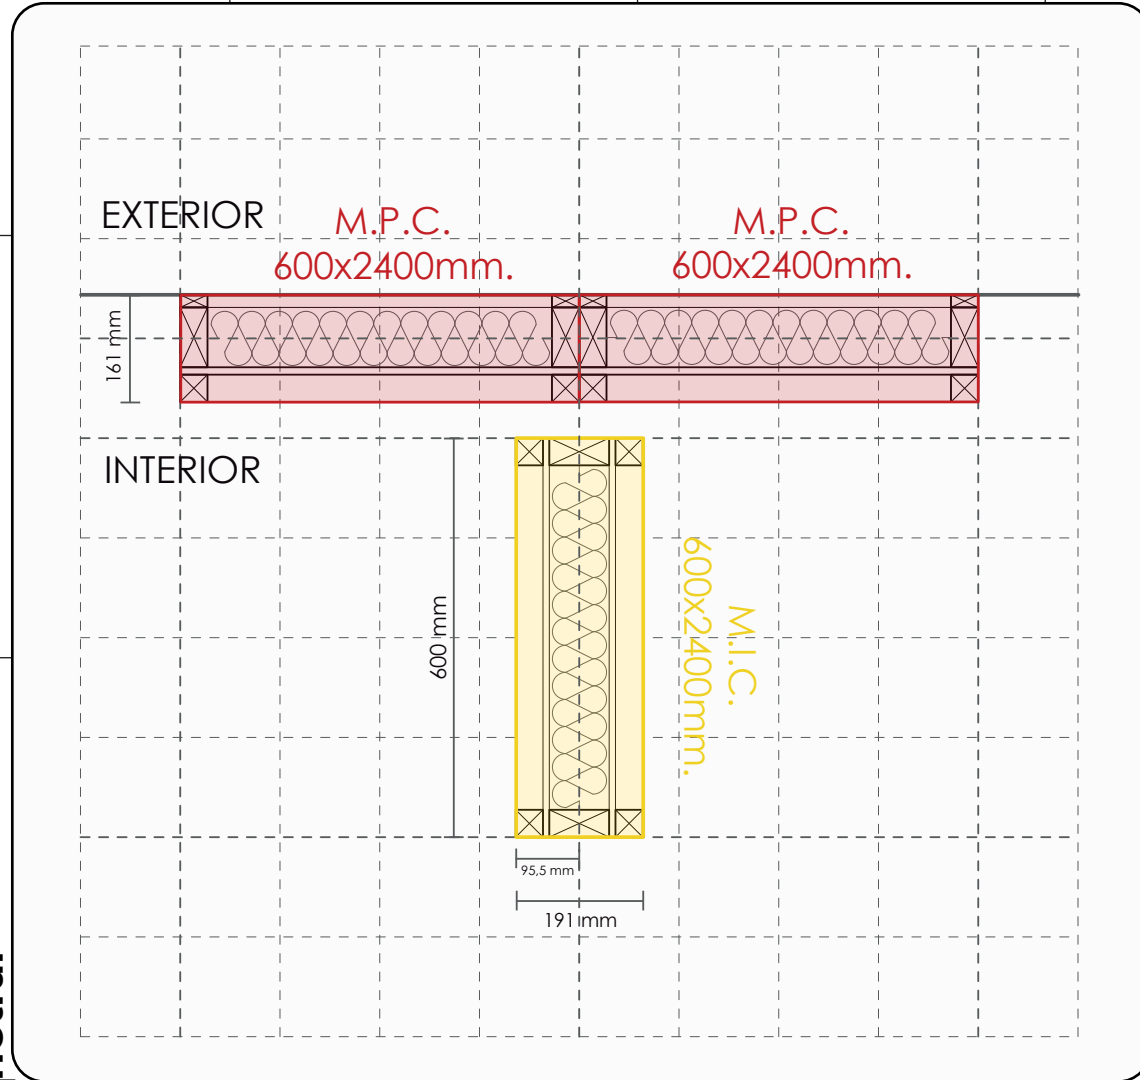 EXTERIOR
M.P.C.
600x2400mm.
M.P.C.
600x2400mm.
161 mm
INTERIOR
600 mm
M.I.C.
600x2400mm.
95,5 mm
191 mm